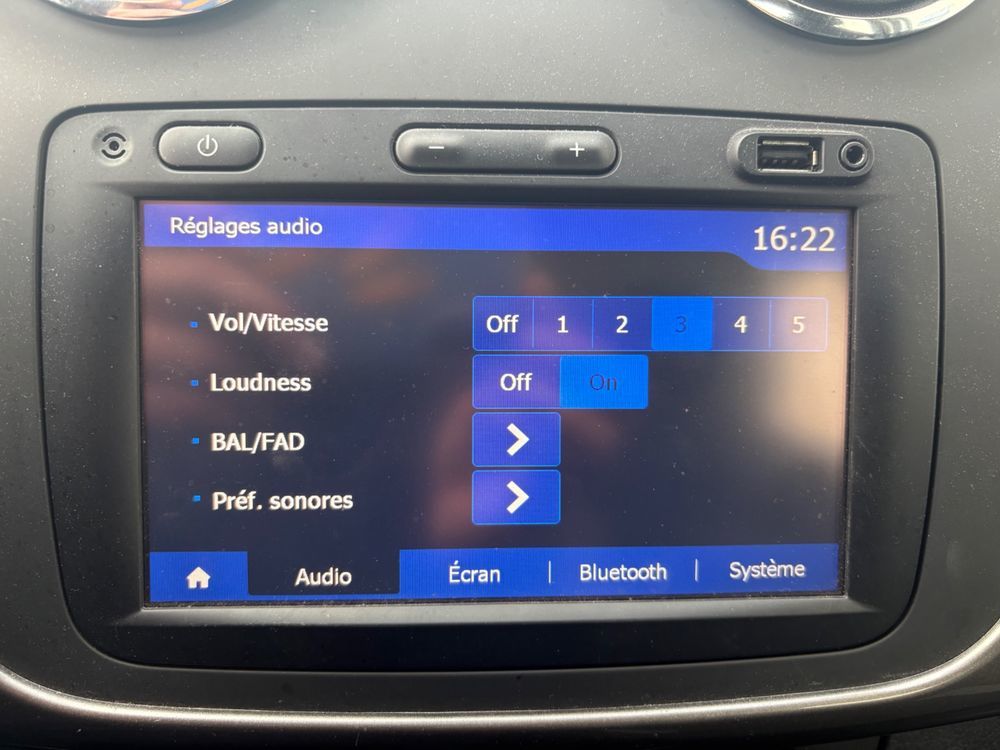 − +
Réglages audio 16:22
Vol/Vitesse Off 1 2 3 4 5
Loudness Off On
BAL/FAD
Préf. sonores
Audio Écran | Bluetooth | Système